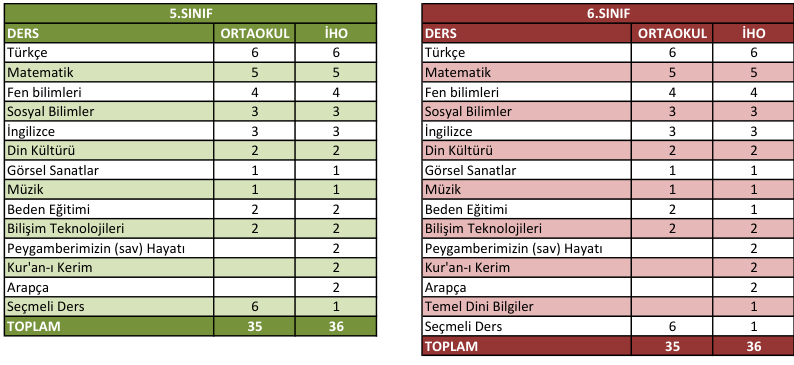 5.SINIF
DERS ORTAOKUL İHO
Türkçe 6 6
Matematik 5 5
Fen bilimleri 4 4
Sosyal Bilimler 3 3
İngilizce 3 3
Din Kültürü 2 2
Görsel Sanatlar 1 1
Müzik 1 1
Beden Eğitimi 2 2
Bilişim Teknolojileri 2 2
Peygamberimizin (sav) Hayatı 2
Kur'an-ı Kerim 2
Arapça 2
Seçmeli Ders 6 1
TOPLAM 35 36
6.SINIF
DERS ORTAOKUL İHO
Türkçe 6 6
Matematik 5 5
Fen bilimleri 4 4
Sosyal Bilimler 3 3
İngilizce 3 3
Din Kültürü 2 2
Görsel Sanatlar 1 1
Müzik 1 1
Beden Eğitimi 2 1
Bilişim Teknolojileri 2 2
Peygamberimizin (sav) Hayatı 2
Kur'an-ı Kerim 2
Arapça 2
Temel Dini Bilgiler 1
Seçmeli Ders 6 1
TOPLAM 35 36